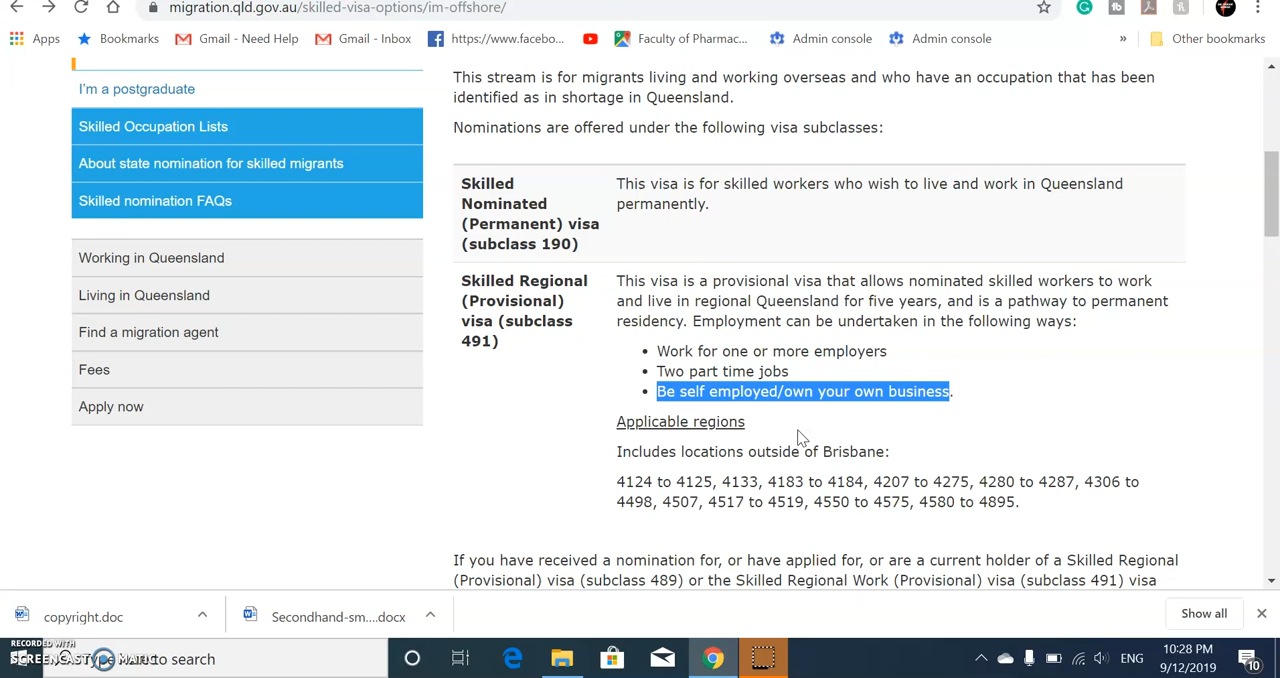 migration.qld.gov.au/skilled-visa-options/im-offshore/
Apps Bookmarks Gmail - Need Help Gmail - Inbox https://www.facebo... Faculty of Pharmac... Admin console Admin console » Other bookmarks
I'm a postgraduate
Skilled Occupation Lists
About state nomination for skilled migrants
Skilled nomination FAQs
Working in Queensland
Living in Queensland
Find a migration agent
Fees
Apply now
This stream is for migrants living and working overseas and who have an occupation that has been
identified as in shortage in Queensland.
Nominations are offered under the following visa subclasses:
Skilled
Nominated
(Permanent) visa
(subclass 190)
This visa is for skilled workers who wish to live and work in Queensland
permanently.
Skilled Regional
(Provisional)
visa (subclass
491)
This visa is a provisional visa that allows nominated skilled workers to work
and live in regional Queensland for five years, and is a pathway to permanent
residency. Employment can be undertaken in the following ways:
• Work for one or more employers
• Two part time jobs
• Be self employed/own your own business.
Applicable regions
Includes locations outside of Brisbane:
4124 to 4125, 4133, 4183 to 4184, 4207 to 4275, 4280 to 4287, 4306 to
4498, 4507, 4517 to 4519, 4550 to 4575, 4580 to 4895.
If you have received a nomination for, or have applied for, or are a current holder of a Skilled Regional
(Provisional) visa (subclass 489) or the Skilled Regional Work (Provisional) visa (subclass 491) visa
copyright.doc
Secondhand-sm....docx
Show all
RECORDED WITH
SCREENCAST MATIC
to search
ENG
10:28 PM
9/12/2019
10